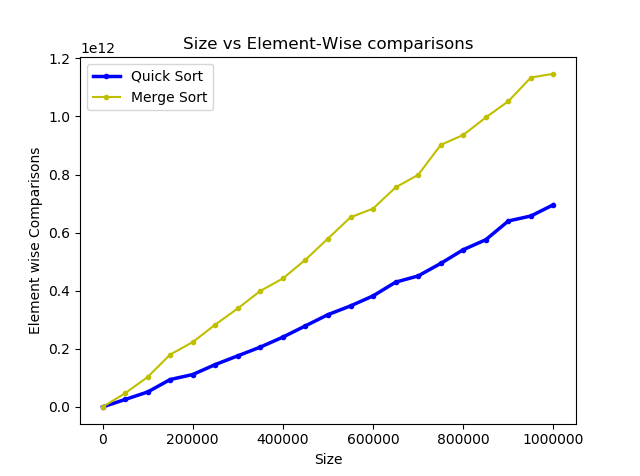 Size vs Element-Wise comparisons
1e12
Quick Sort
Merge Sort
1.2
1.0
0.8
0.6
0.4
0.2
0.0
Element wise Comparisons
0 200000 400000 600000 800000 1000000
Size